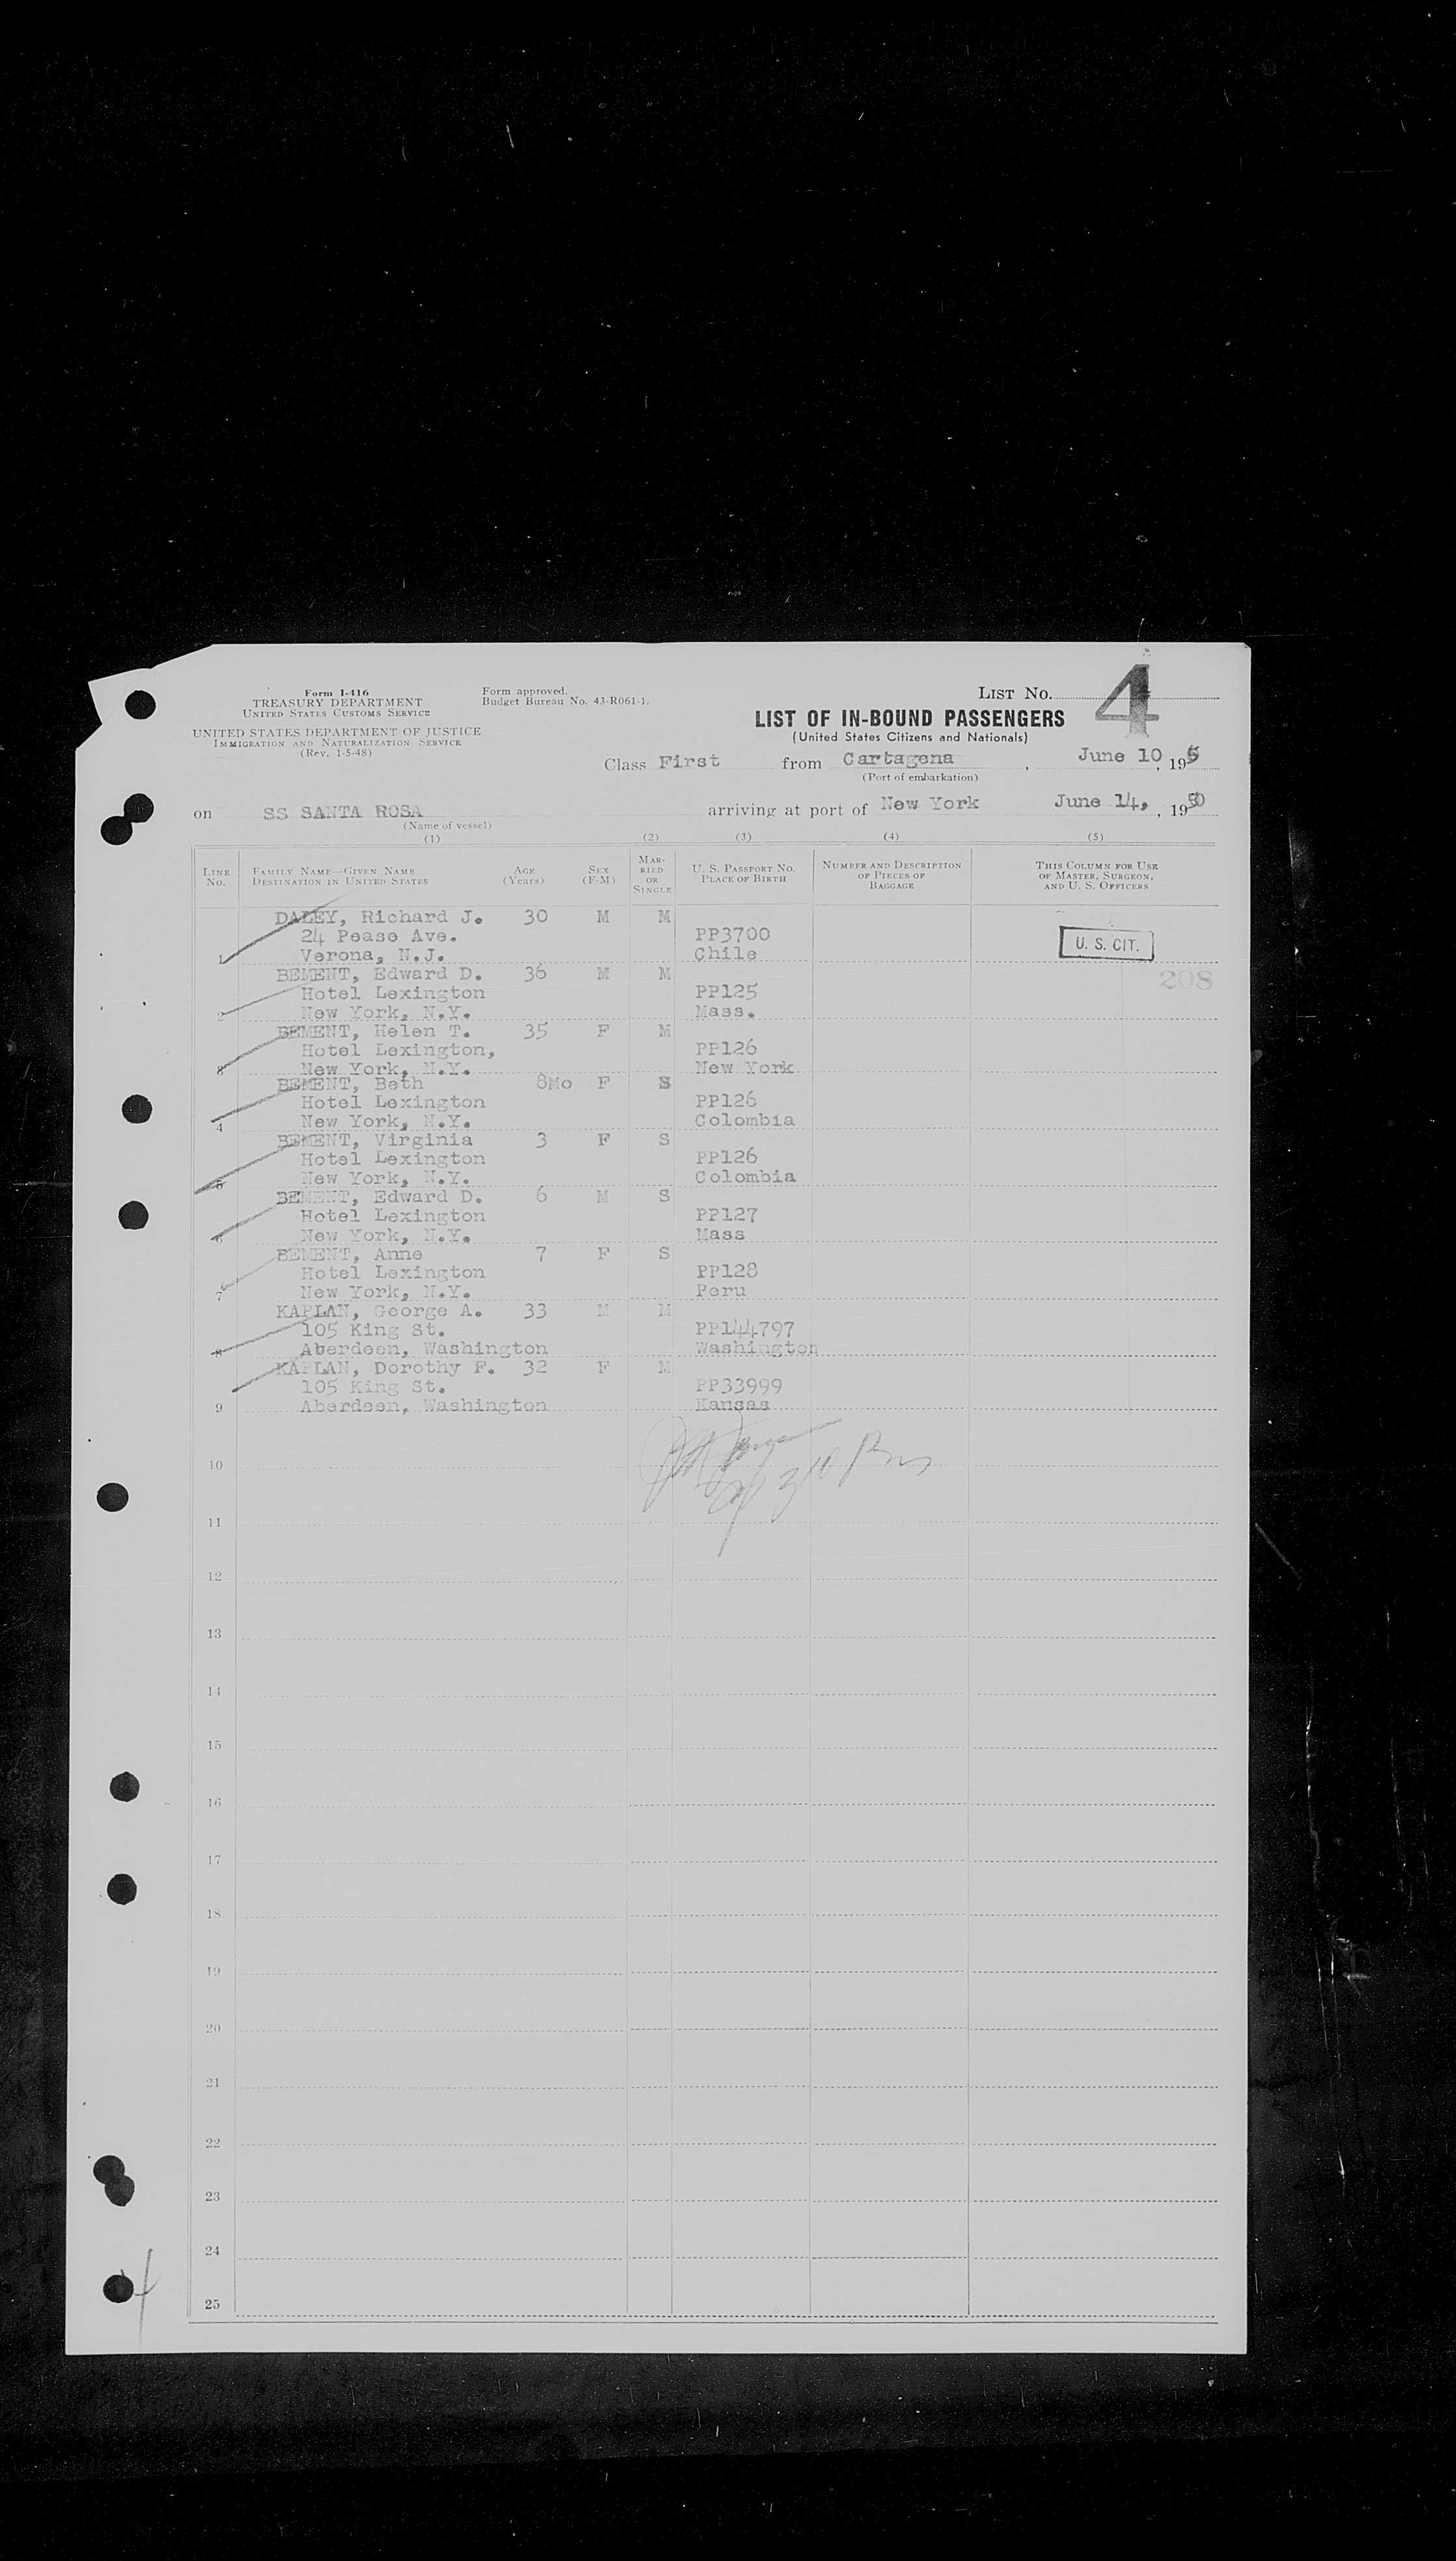 Form I-416
TREASURY DEPARTMENT
UNITED STATES CUSTOMS SERVICE
UNITED STATES DEPARTMENT OF JUSTICE
IMMIGRATION AND NATURALIZATION SERVICE
(Rev. 1-5-48)
Form approved.
Budget Bureau No. 43-R061-1.
LIST NO. 4
LIST OF IN-BOUND PASSENGERS
(United States Citizens and Nationals)
Class First from Cartagena, June 10, 195
(Port of embarkation)
on SS SANTA ROSA arriving at port of New York June 14, , 1950
(Name of vessel)
(1) (2) (3) (4) (5)
LINE NO. FAMILY NAME—GIVEN NAME DESTINATION IN UNITED STATES AGE (Years) SEX (F-M) MARRIED OR SINGLE U. S. PASSPORT NO. PLACE OF BIRTH NUMBER AND DESCRIPTION OF PIECES OF BAGGAGE THIS COLUMN FOR USE OF MASTER, SURGEON, AND U. S. OFFICERS
DALEY, Richard J. 30 M M
24 Pease Ave. PP3700 U. S. CIT.
1 Verona, N.J. Chile
BEMENT, Edward D. 36 M M 208
Hotel Lexington PP125
2 New York, N.Y. Mass.
BEMENT, Helen T. 35 F M
Hotel Lexington, PP126
3 New York, N.Y. New York
BEMENT, Beth 8Mo F S
Hotel Lexington PP126
4 New York, N.Y. Colombia
BEMENT, Virginia 3 F S
Hotel Lexington PP126
5 New York, N.Y. Colombia
BEMENT, Edward D. 6 M S
Hotel Lexington PP127
6 New York, N.Y. Mass
BEMENT, Anne 7 F S
Hotel Lexington PP128
7 New York, N.Y. Peru
KAPLAN, George A. 33 M M
105 King St. PP144797
8 Aberdeen, Washington Washington
KAPLAN, Dorothy F. 32 F M
105 King St. PP33999
9 Aberdeen, Washington Kansas
10
11
12
13
14
15
16
17
18
19
20
21
22
23
24
25
4